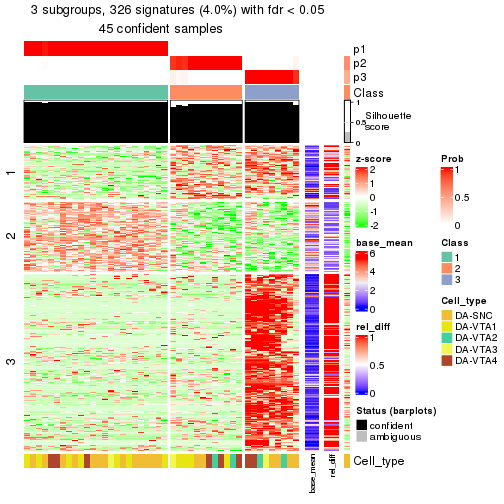 3 subgroups, 326 signatures (4.0%) with fdr < 0.05
45 confident samples
p1
p2
p3
Class
1
0.5
0
Silhouette
score
1
2
3
z-score
2
1
0
-1
-2
base_mean
6
4
2
0
rel_diff
1
0.5
0
Status (barplots)
confident
ambiguous
Prob
1
0.5
0
Class
1
2
3
Cell_type
DA-SNC
DA-VTA1
DA-VTA2
DA-VTA3
DA-VTA4
Cell_type
base_mean
rel_diff